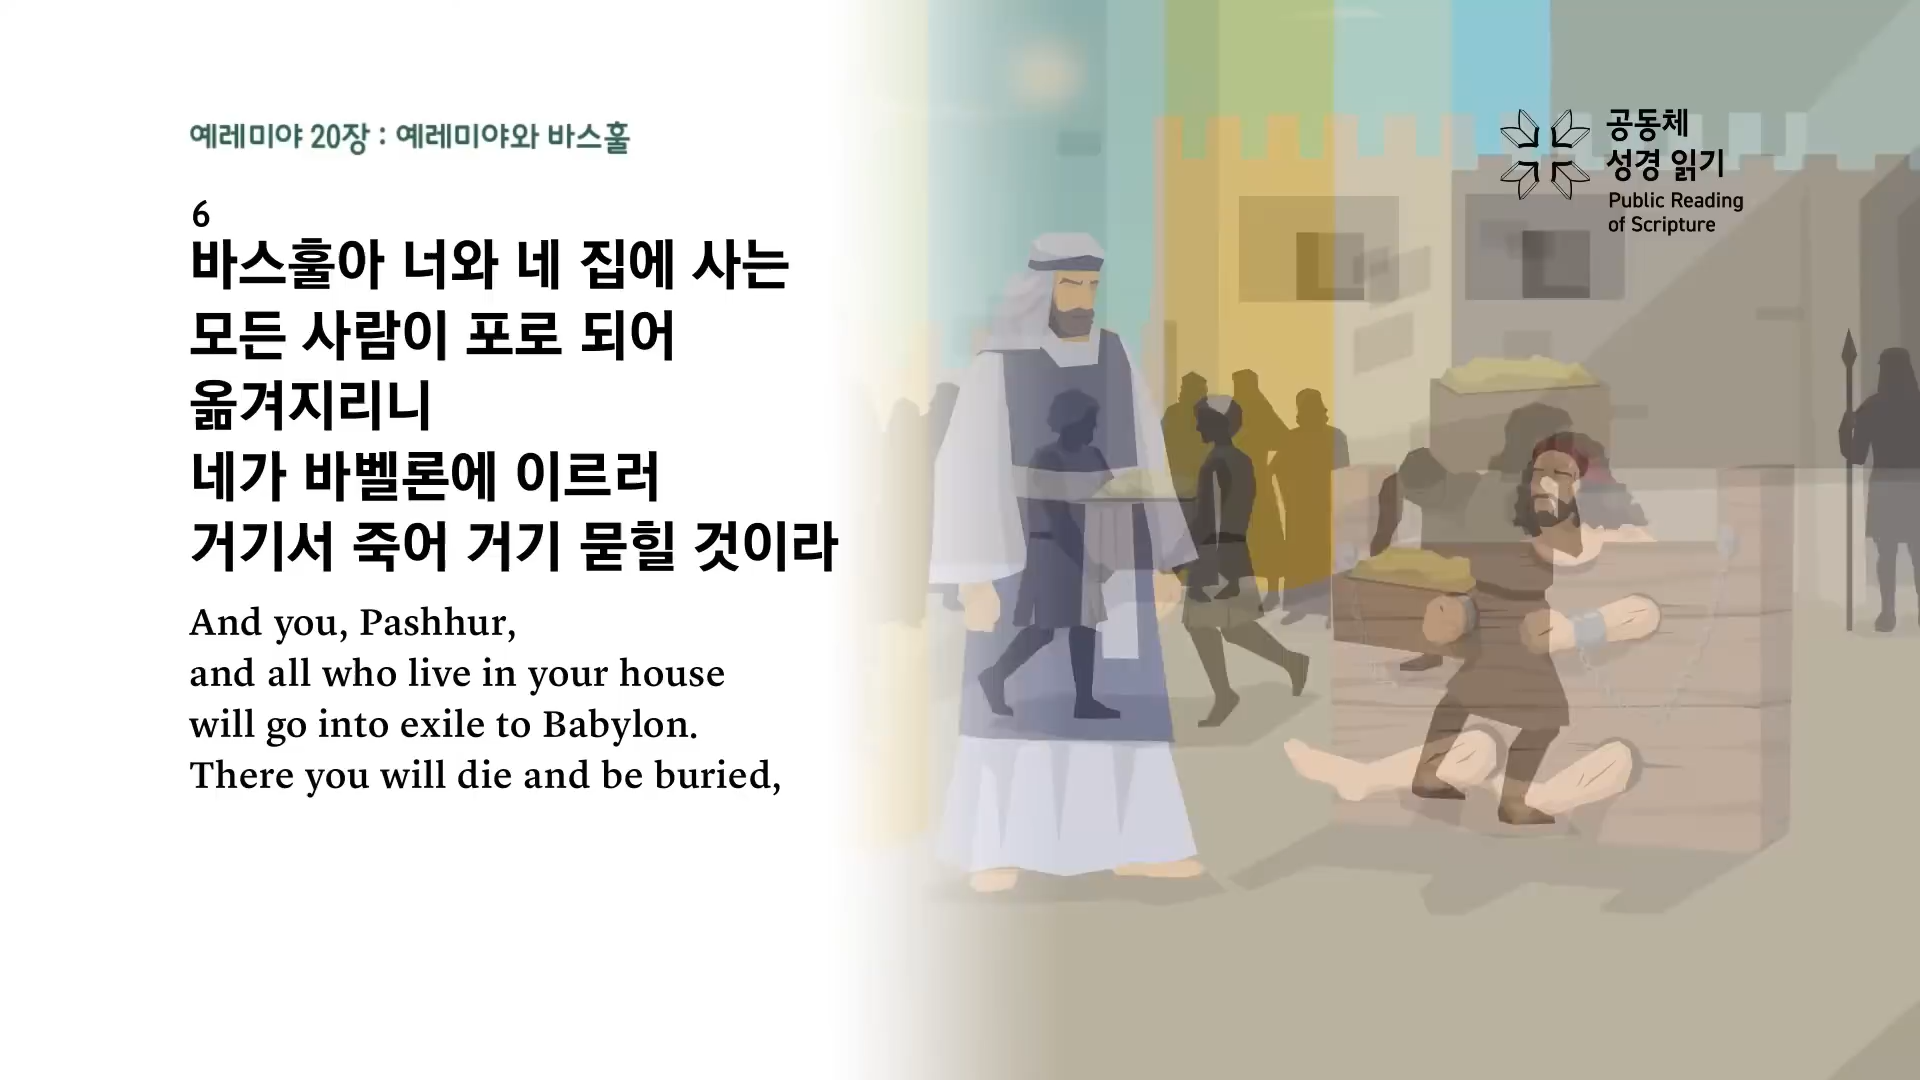 예레미야 20장 : 예레미야와 바스훌
6
바스훌아 너와 네 집에 사는
모든 사람이 포로 되어
옮겨지리니
네가 바벨론에 이르러
거기서 죽어 거기 묻힐 것이라
And you, Pashhur,
and all who live in your house
will go into exile to Babylon.
There you will die and be buried,
공동체
성경 읽기
Public Reading
of Scripture